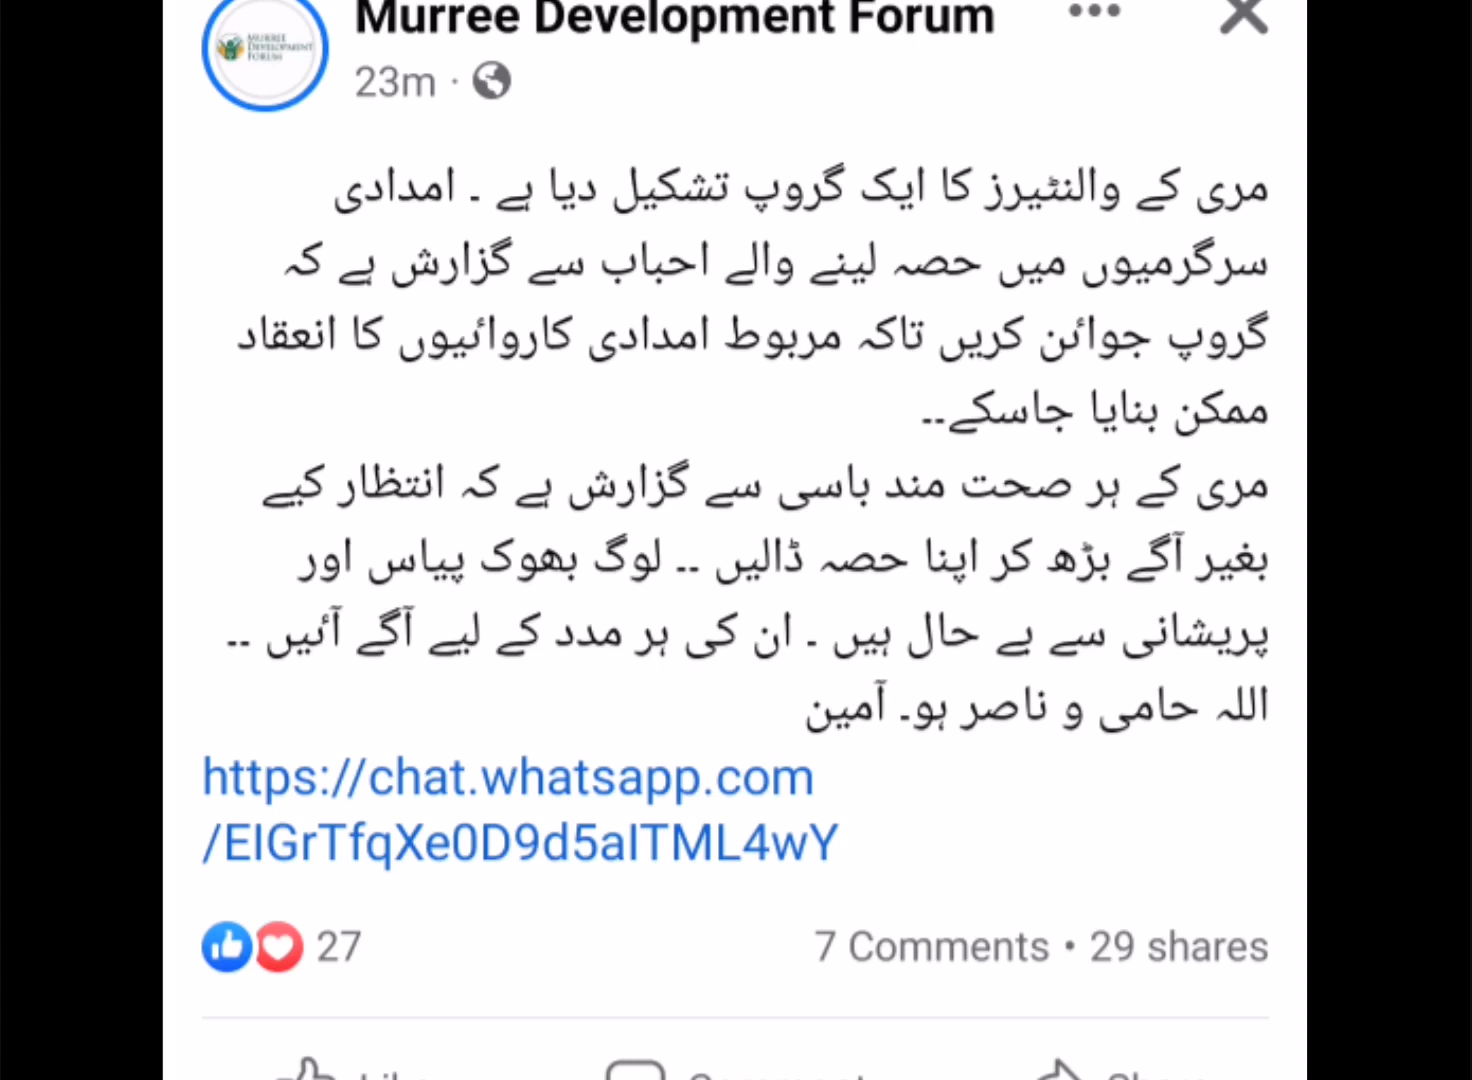 Murree Development Forum
MURREE
DEVELOPMENT
FORUM
23m ·
مری کے والنٹیرز کا ایک گروپ تشکیل دیا ہے ۔ امدادی
سرگرمیوں میں حصہ لینے والے احباب سے گزارش ہے کہ
گروپ جوائن کریں تاکہ مربوط امدادی کاروائیوں کا انعقاد
ممکن بنایا جاسکے۔۔
مری کے ہر صحت مند باسی سے گزارش ہے کہ انتظار کیے
بغیر آگے بڑھ کر اپنا حصہ ڈالیں ۔۔ لوگ بھوک پیاس اور
پریشانی سے بے حال ہیں ۔ ان کی ہر مدد کے لیے آگے آئیں ۔۔
اللہ حامی و ناصر ہو۔ آمین
https://chat.whatsapp.com
/EIGrTfqXe0D9d5aITML4wY
27
7 Comments • 29 shares